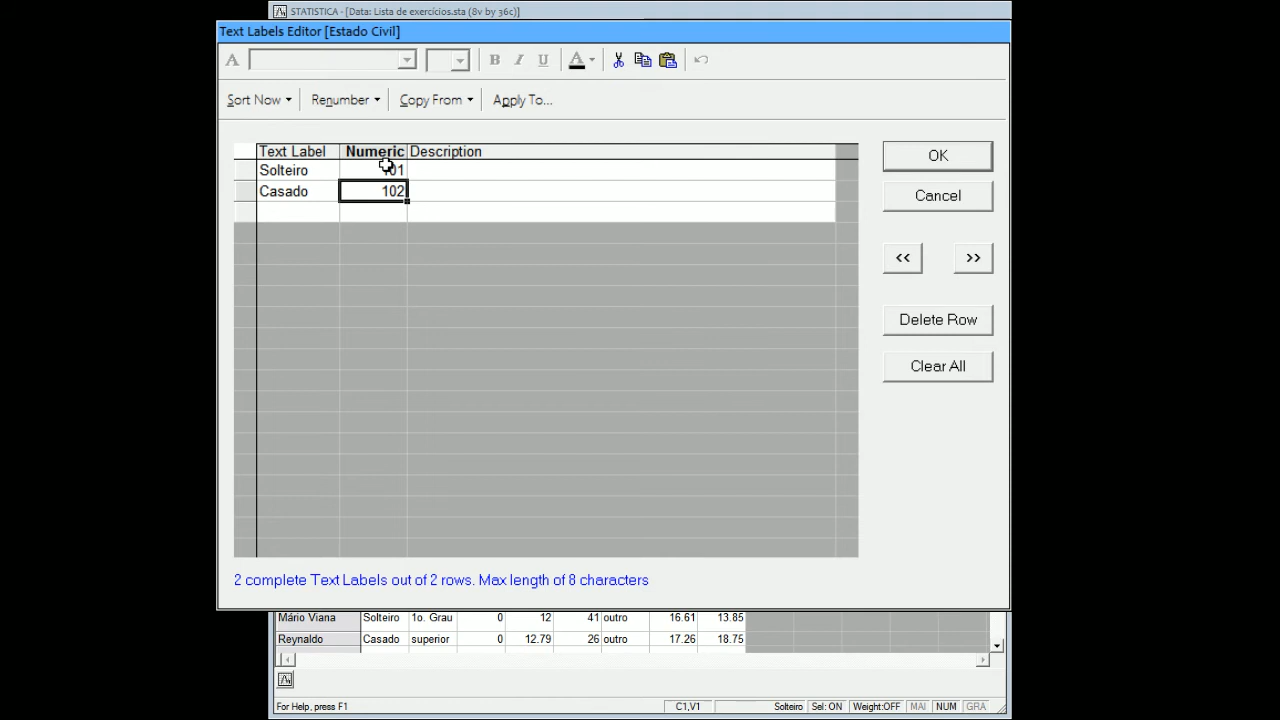 STATISTICA - [Data: Lista de exercícios.sta (8v by 36c)]
Text Labels Editor [Estado Civil]
A B I U A
Sort Now Renumber Copy From Apply To...
Text Label Numeric Description
Solteiro 101
Casado 102
OK
Cancel
<< >>
Delete Row
Clear All
2 complete Text Labels out of 2 rows. Max length of 8 characters
Mário Viana Solteiro 1o. Grau 0 12 41 outro 16.61 13.85
Reynaldo Casado superior 0 12.79 26 outro 17.26 18.75
For Help, press F1 C1,V1 Solteiro Sel: ON Weight:OFF MAI NUM GRA